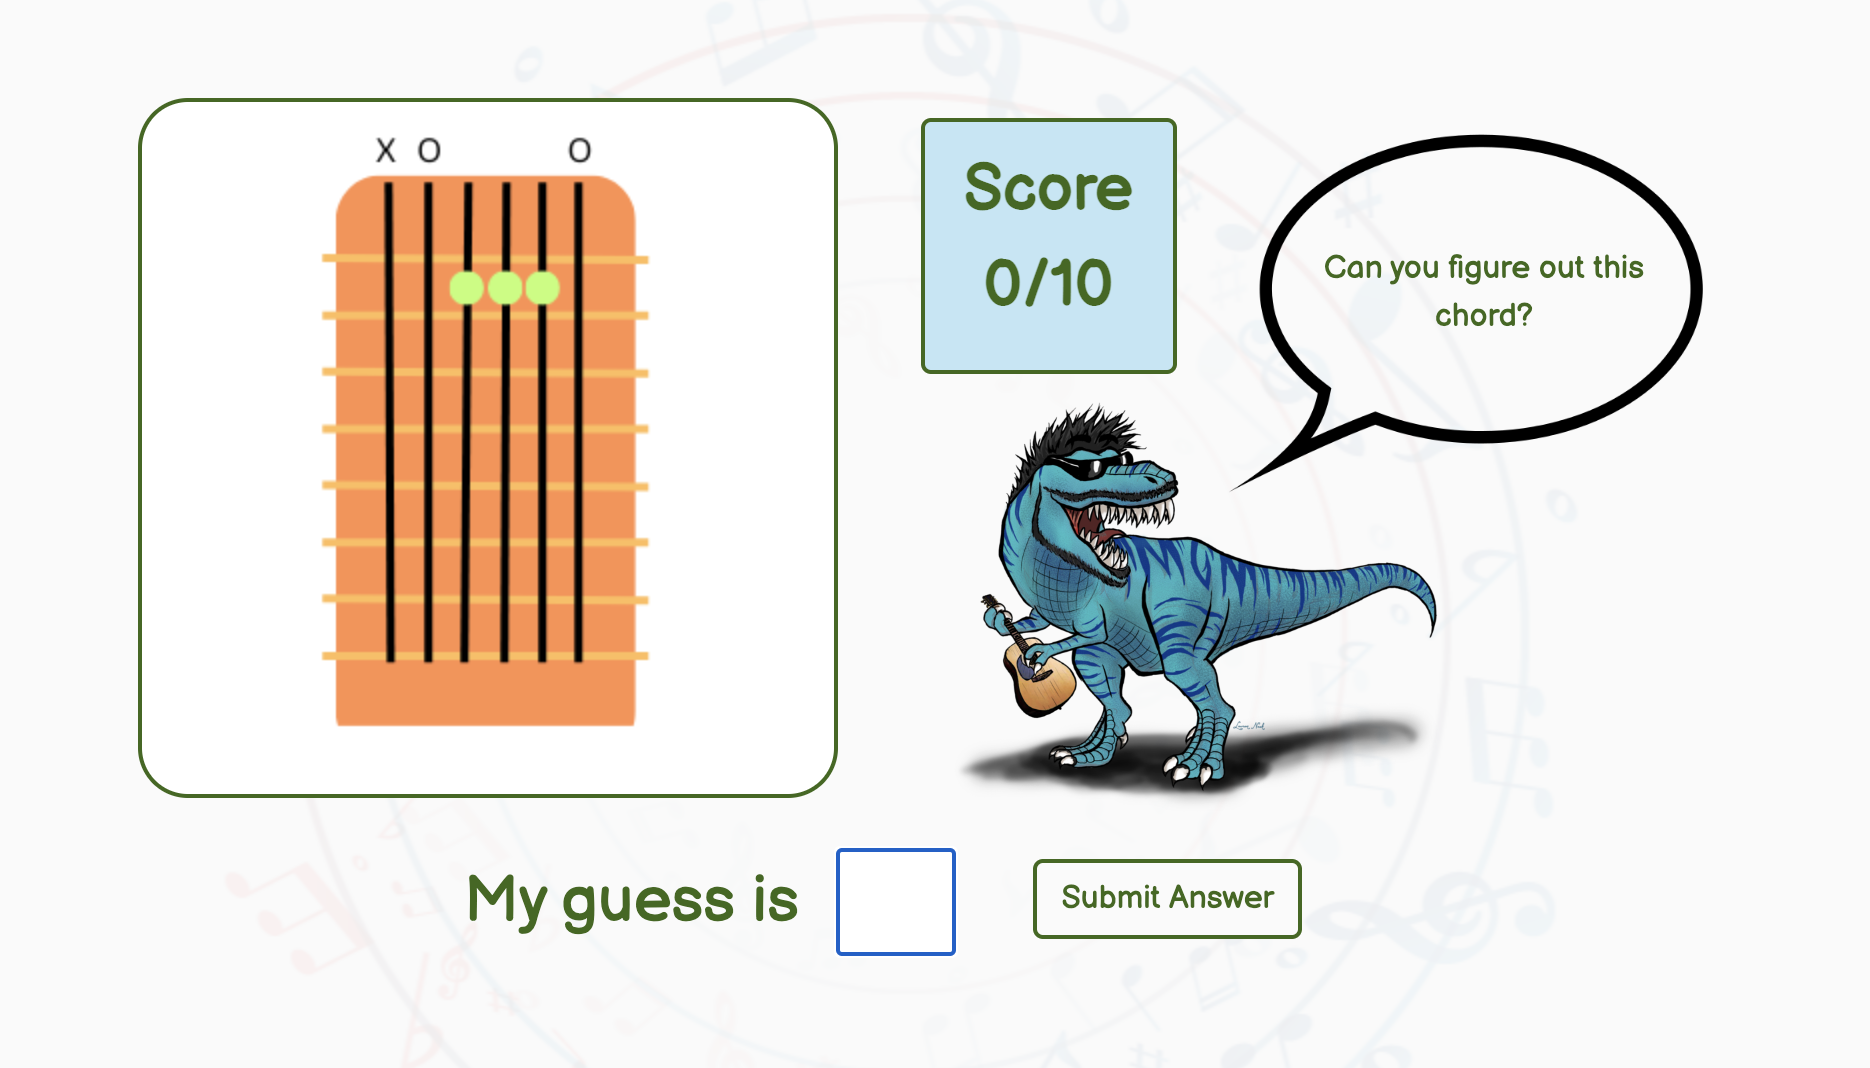 X O O
Score
0/10
Can you figure out this
chord?
My guess is
Submit Answer